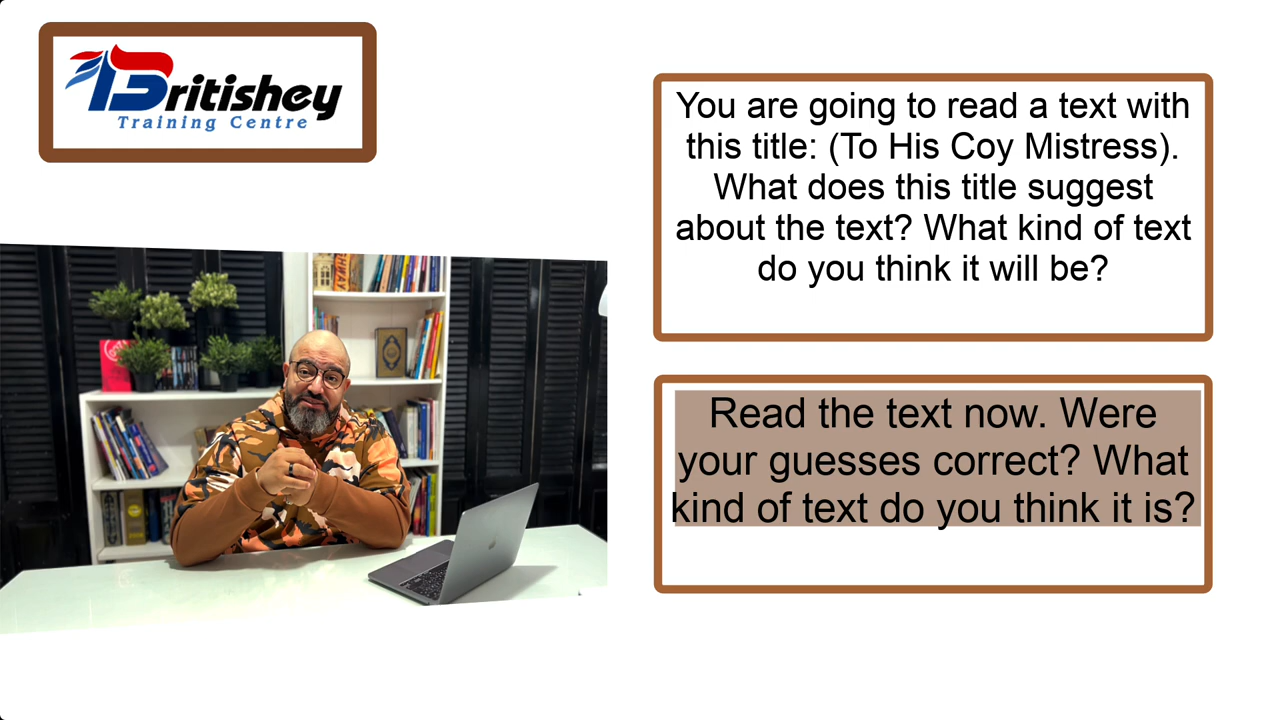 Britishey
Training Centre
You are going to read a text with
this title: (To His Coy Mistress).
What does this title suggest
about the text? What kind of text
do you think it will be?
Read the text now. Were
your guesses correct? What
kind of text do you think it is?
HWAY